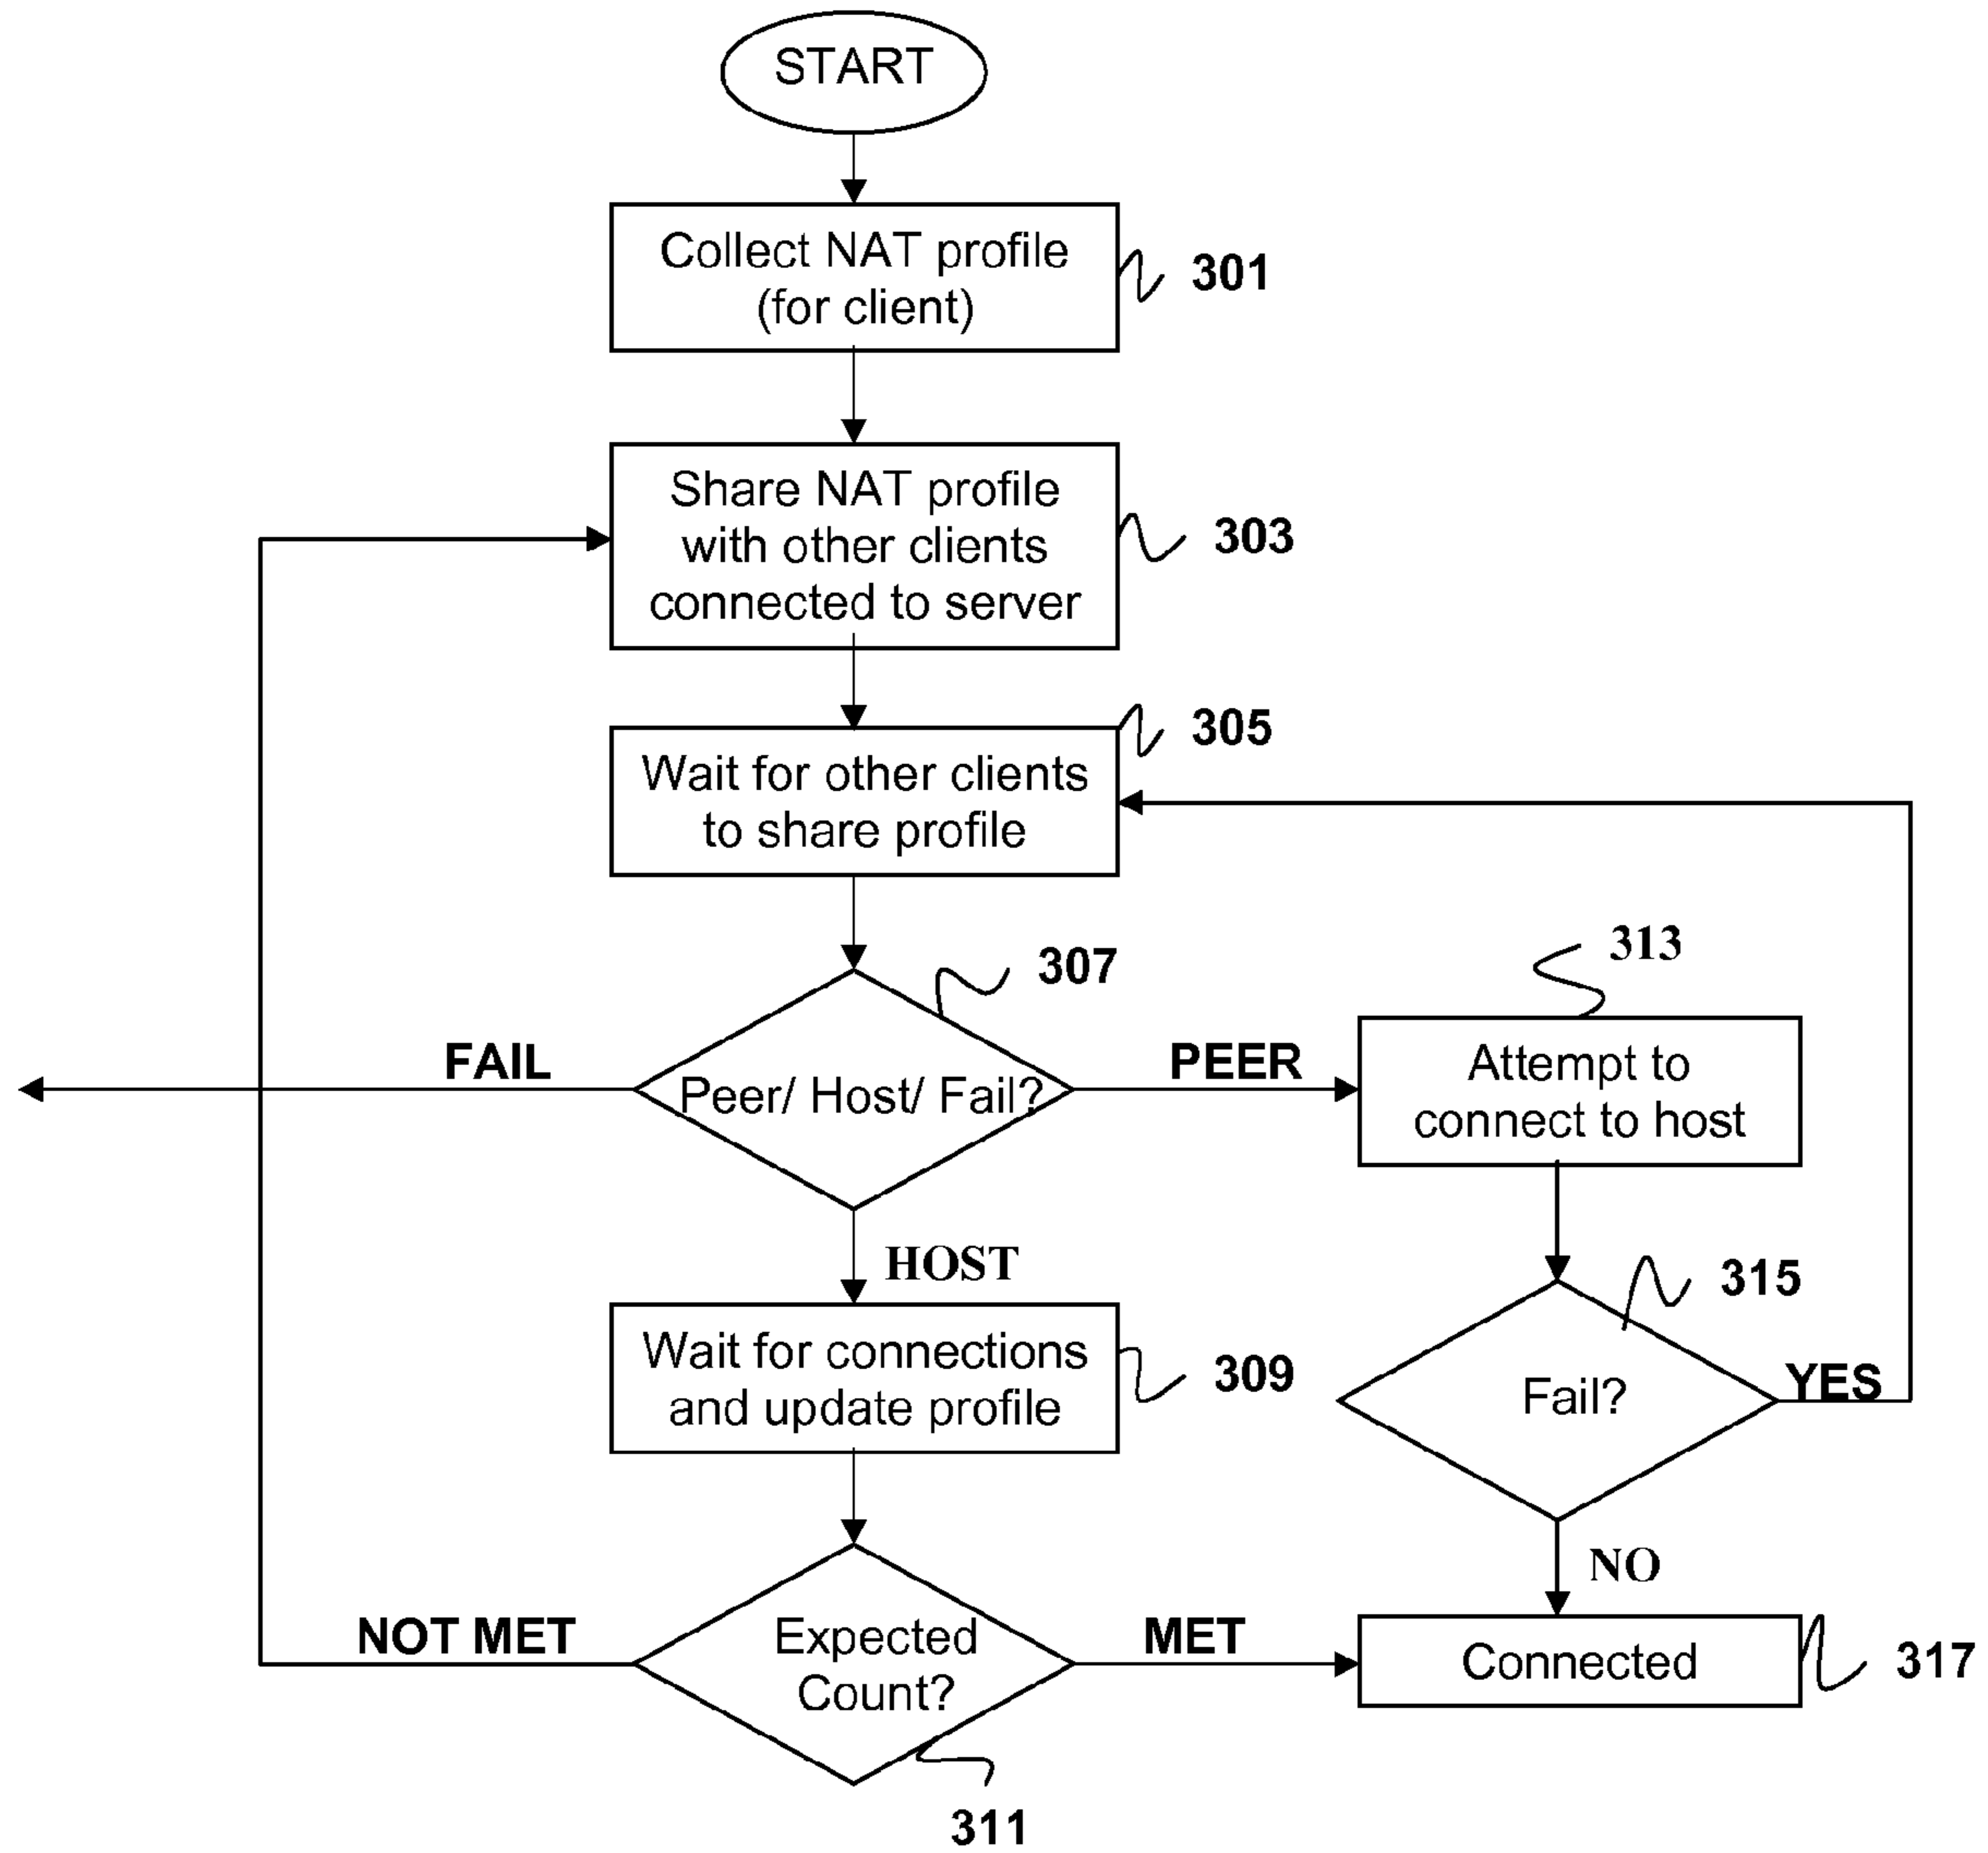 START
Collect NAT profile
(for client)
301
Share NAT profile
with other clients
connected to server
303
305
Wait for other clients
to share profile
307
313
FAIL
Peer/ Host/ Fail?
PEER
Attempt to
connect to host
HOST
315
Wait for connections
and update profile
309
Fail?
YES
NO
NOT MET
Expected
Count?
MET
Connected
317
311